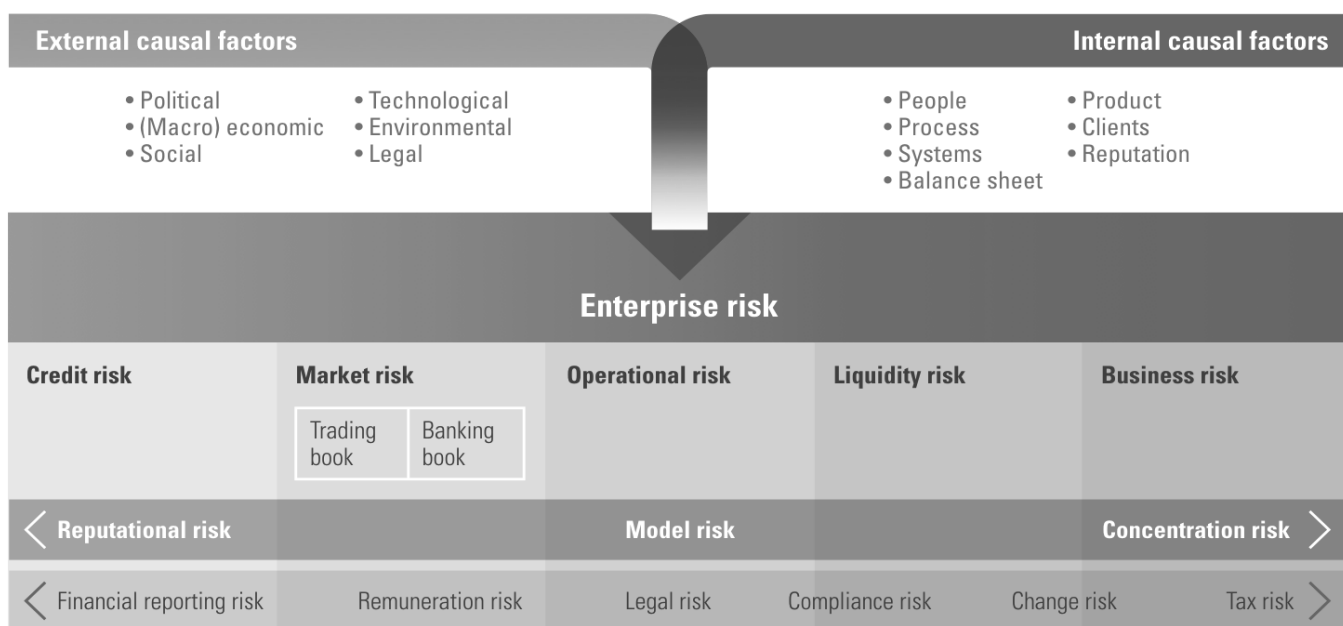 External causal factors
Internal causal factors
• Political
• (Macro) economic
• Social
• Technological
• Environmental
• Legal
• People
• Process
• Systems
• Balance sheet
• Product
• Clients
• Reputation
Enterprise risk
Credit risk
Market risk
Trading
book
Banking
book
Operational risk
Liquidity risk
Business risk
Reputational risk
Model risk
Concentration risk
Financial reporting risk
Remuneration risk
Legal risk
Compliance risk
Change risk
Tax risk